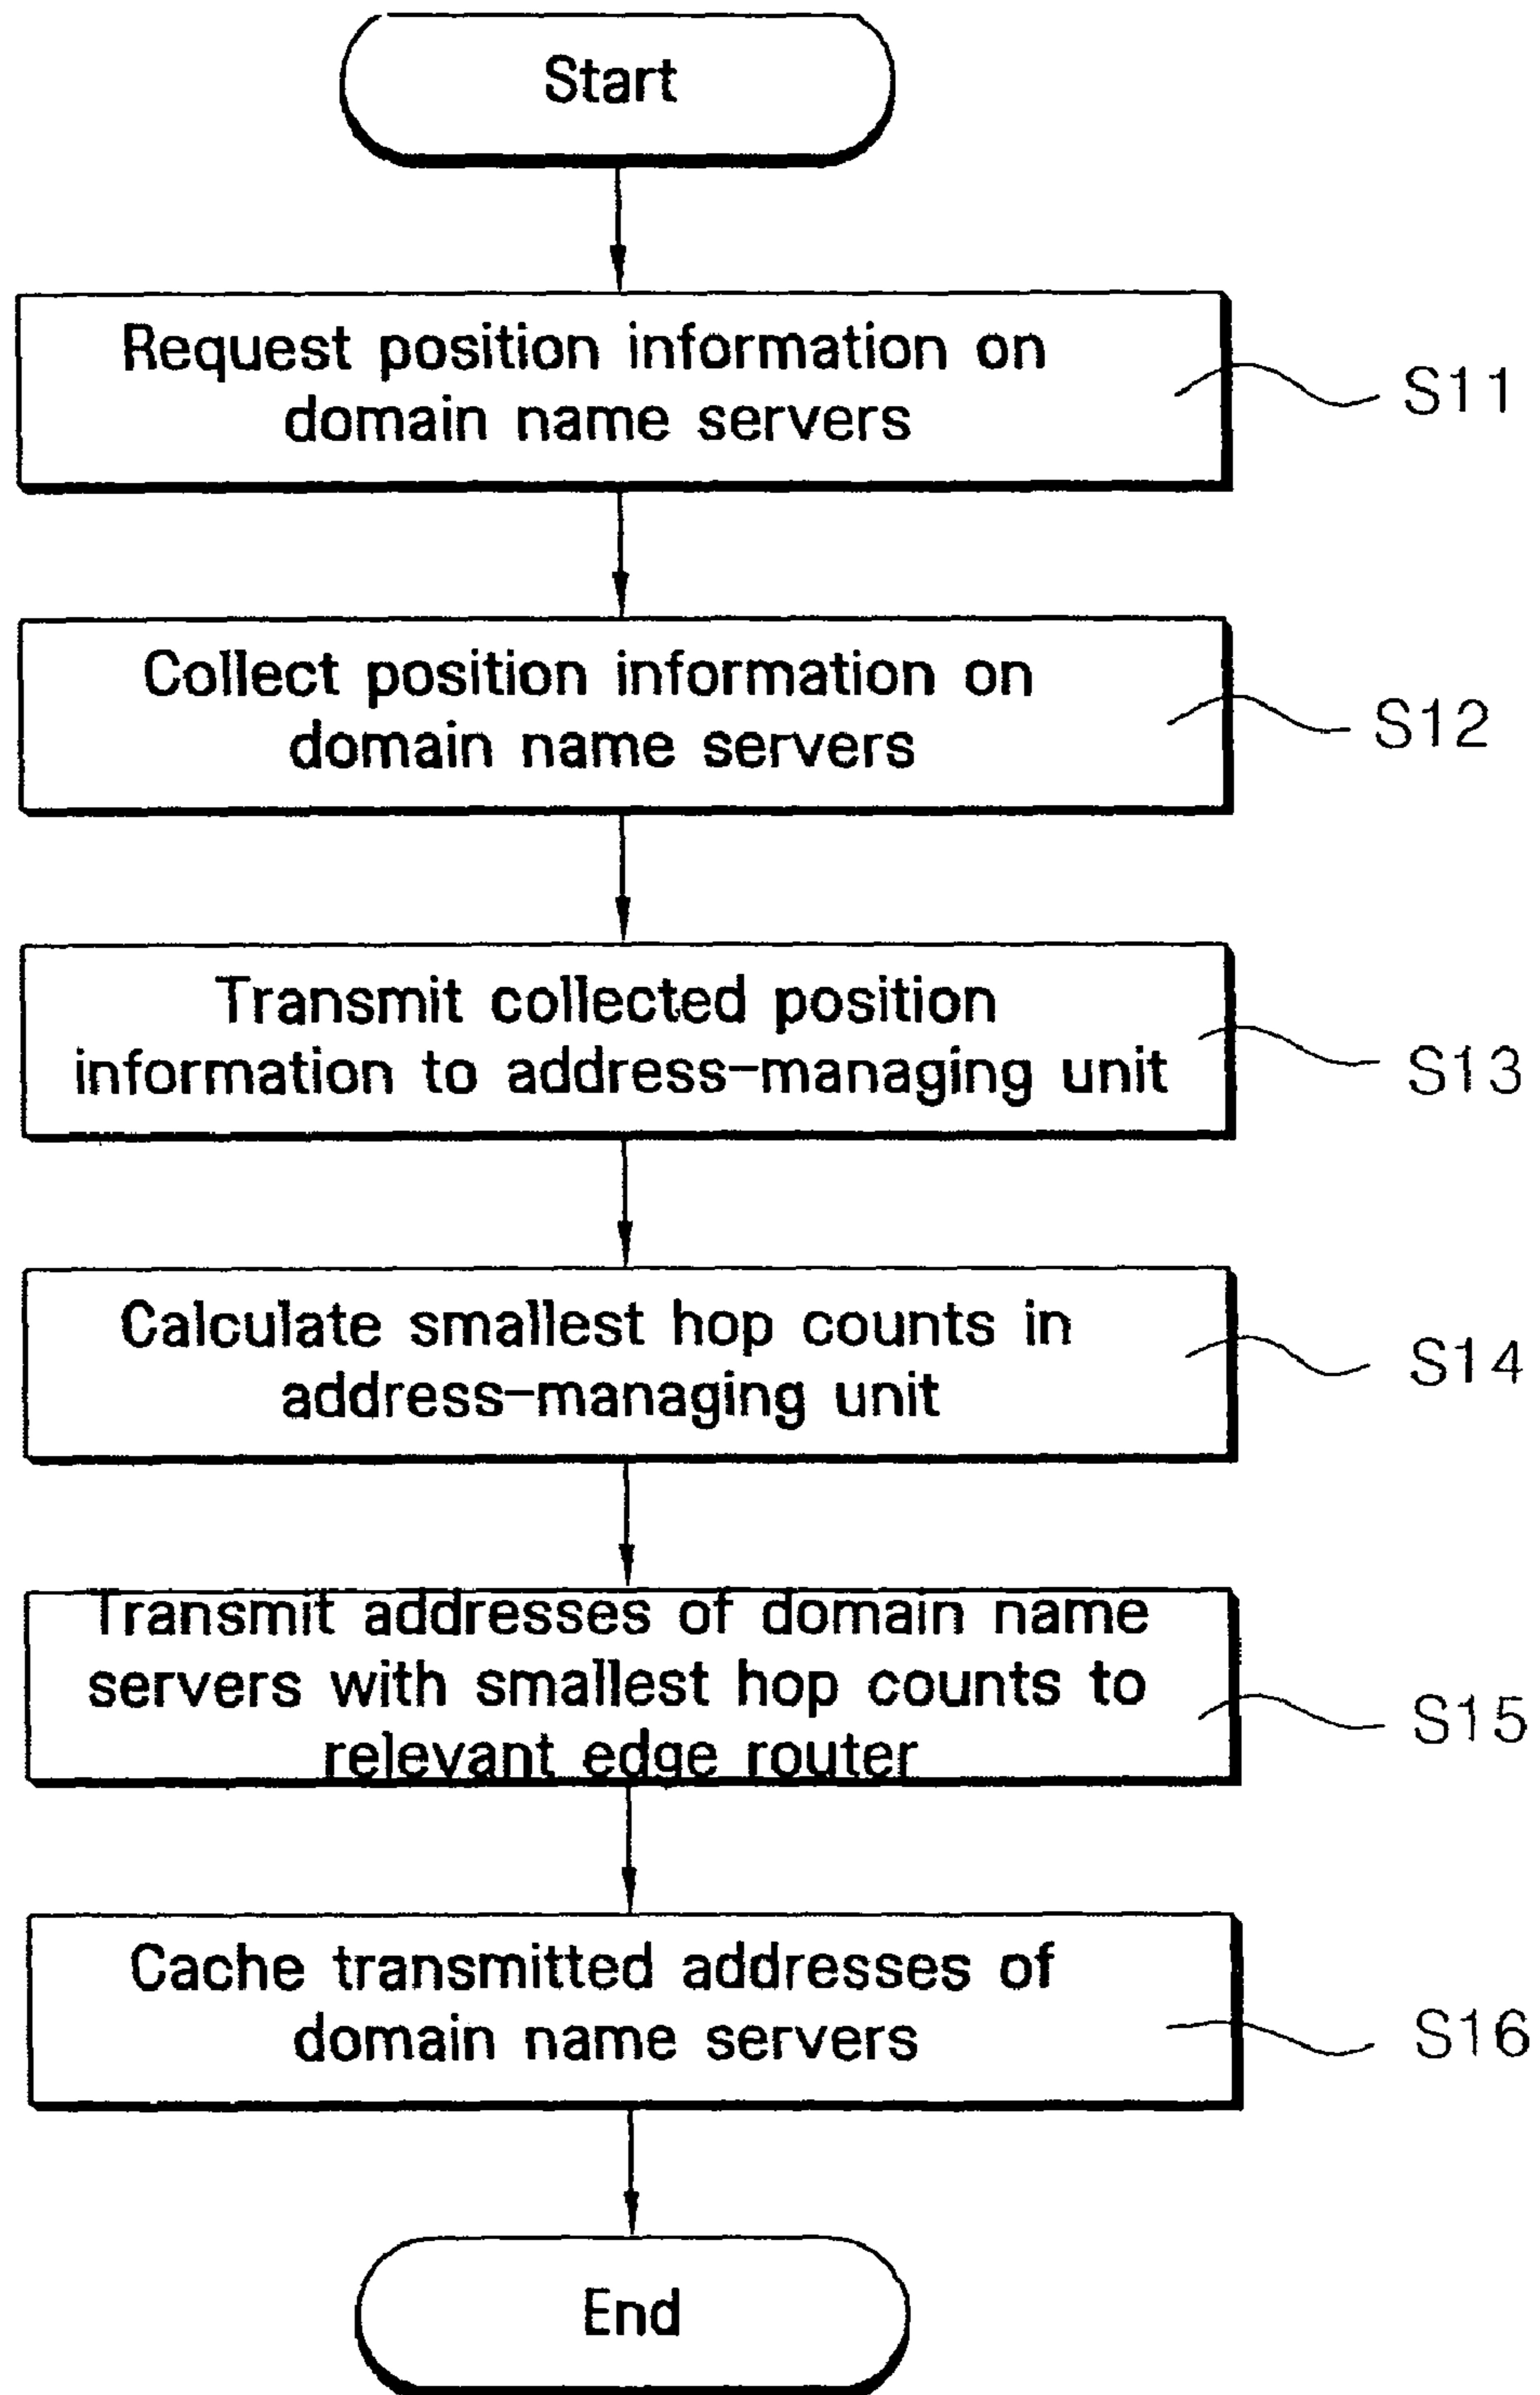 Start
Request position information on
domain name servers
S11
Collect position information on
domain name servers
S12
Transmit collected position
information to address-managing unit
S13
Calculate smallest hop counts in
address-managing unit
S14
Transmit addresses of domain name
servers with smallest hop counts to
relevant edge router
S15
Cache transmitted addresses of
domain name servers
S16
End